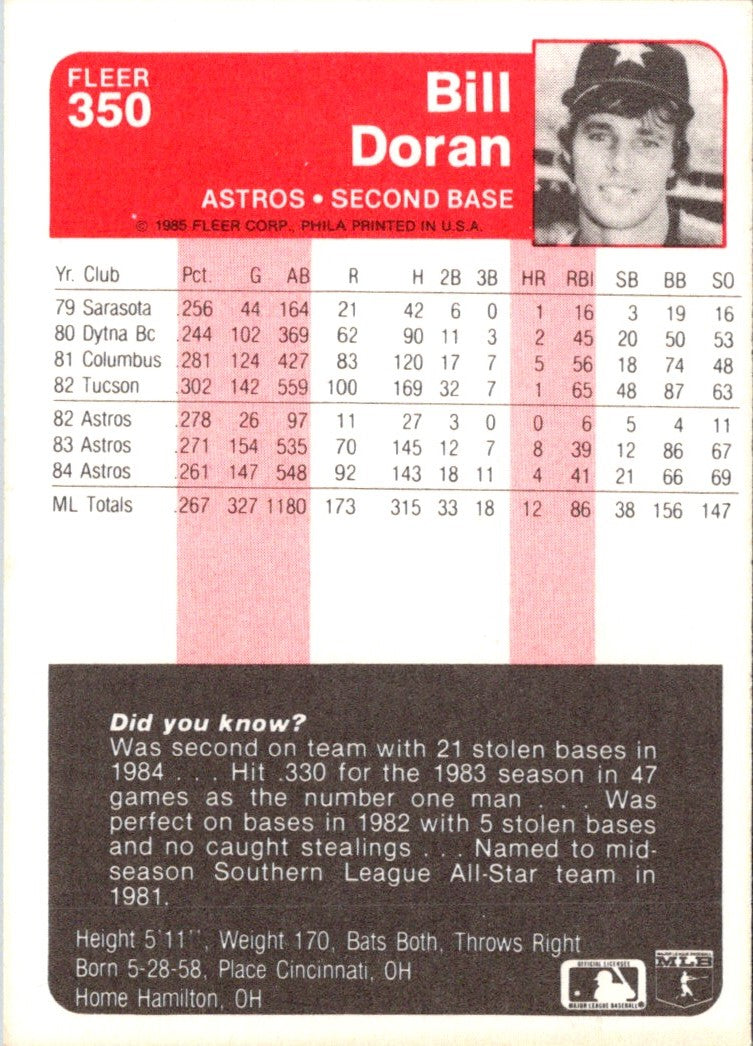 FLEER
350
Bill
Doran
ASTROS • SECOND BASE
© 1985 FLEER CORP., PHILA PRINTED IN U.S.A.
Yr. Club Pct. G AB R H 2B 3B HR RBI SB BB SO
79 Sarasota .256 44 164 21 42 6 0 1 16 3 19 16
80 Dytna Bc .244 102 369 62 90 11 3 2 45 20 50 53
81 Columbus .281 124 427 83 120 17 7 5 56 18 74 48
82 Tucson .302 142 559 100 169 32 7 1 65 48 87 63
82 Astros .278 26 97 11 27 3 0 0 6 5 4 11
83 Astros .271 154 535 70 145 12 7 8 39 12 86 67
84 Astros .261 147 548 92 143 18 11 4 41 21 66 69
ML Totals .267 327 1180 173 315 33 18 12 86 38 156 147
Did you know?
Was second on team with 21 stolen bases in
1984 . . . Hit .330 for the 1983 season in 47
games as the number one man . . . Was
perfect on bases in 1982 with 5 stolen bases
and no caught stealings . . . Named to mid-
season Southern League All-Star team in
1981.
Height 5'11", Weight 170, Bats Both, Throws Right
Born 5-28-58, Place Cincinnati, OH
Home Hamilton, OH
OFFICIAL LICENSEE
MAJOR LEAGUE BASEBALL®
MLB